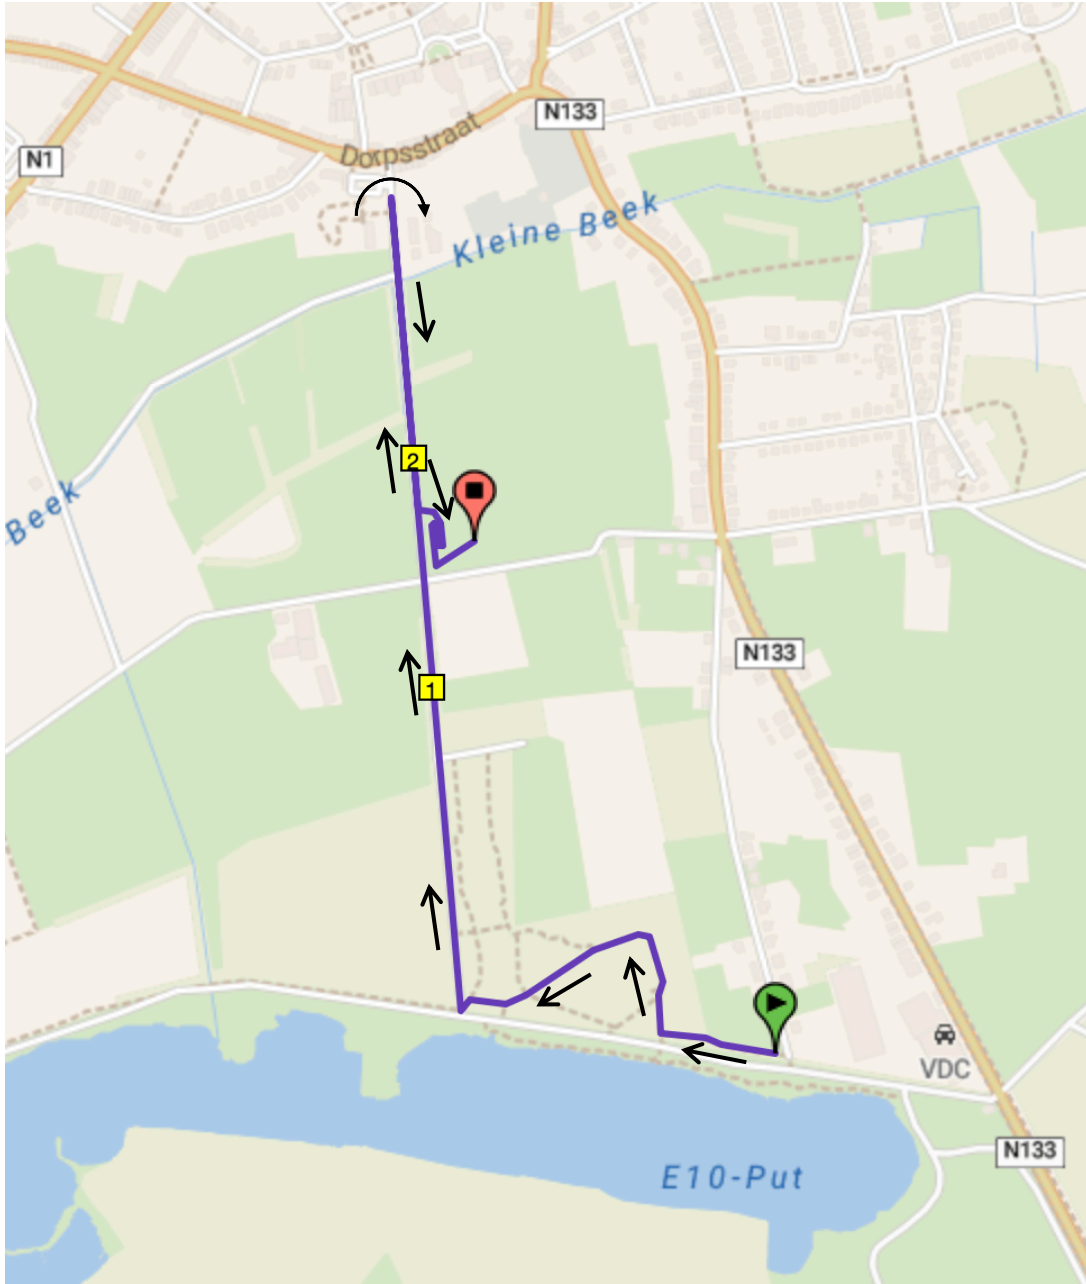 N133
Dorpsstraat
N1
Kleine Beek
2
Beek
N133
1
VDC
N133
E10-Put